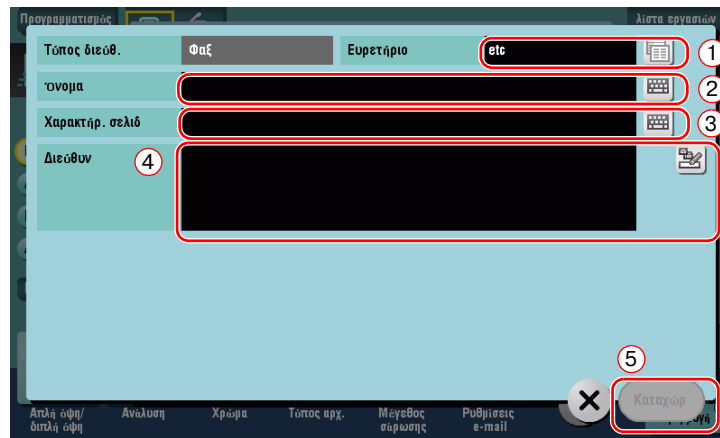 Προγραμματισμός
λίστα εργασιών
Τύπος διεύθ. Φαξ Ευρετήριο etc 1
Όνομα 2
Χαρακτήρ. σελιδ 3
Διεύθυν 4
5
Καταχώρ
Απλή όψη/ Ανάλυση Χρώμα Τύπος αρχ. Μέγεθος Ρυθμίσεις
διπλή όψη σάρωσης e-mail